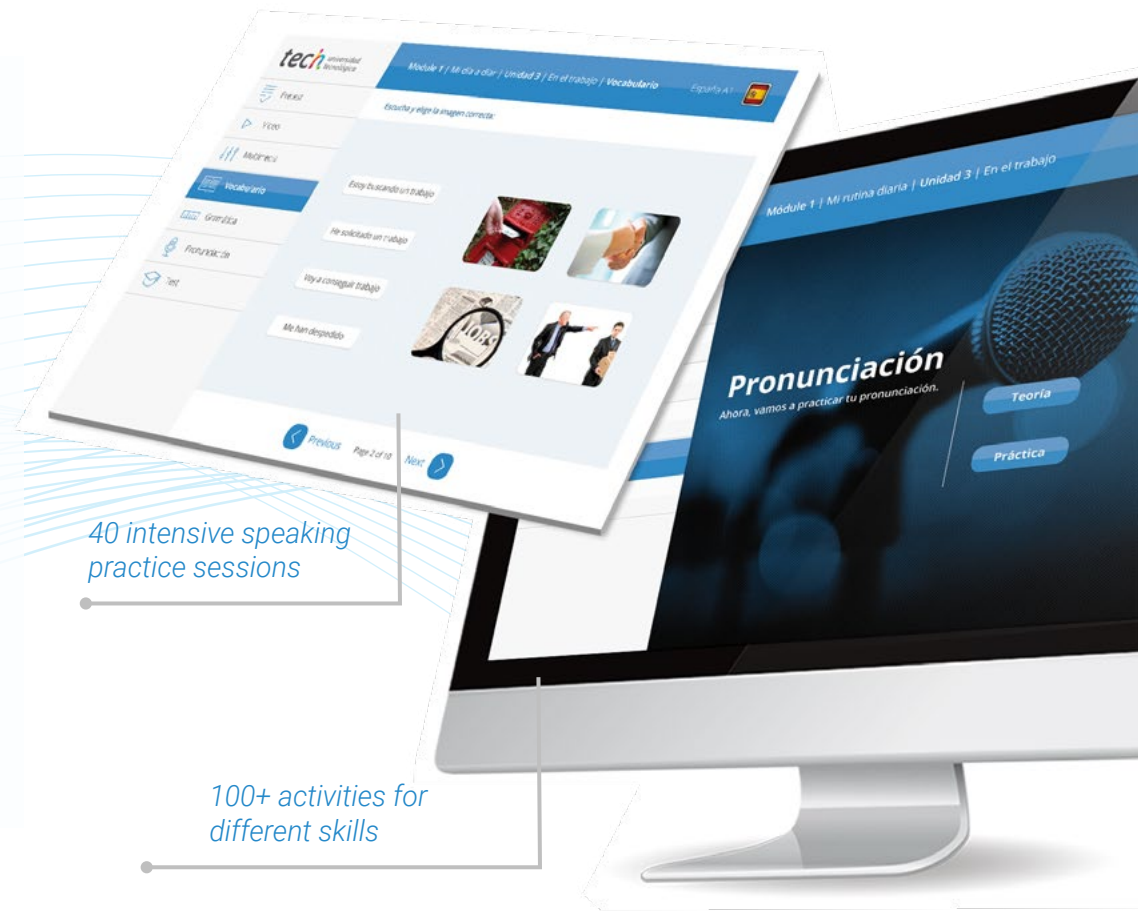 tech universidad
tecnológica
Module 1 | Mi día a diar | Unidad 3 | En el trabajo | Vocabulario
España A1
Escucha y elige la imagen correcta:
Pretest
Vídeo
Vocabulario
Gramática
Pronunciación
Test
Estoy buscando un trabajo
He solicitado un trabajo
Voy a conseguir trabajo
Me han despedido
JOBS
Previous
Page 2 of 10
Next
Módule 1 | Mi rutina diaria | Unidad 3 | En el trabajo
Pronunciación
Ahora, vamos a practicar tu pronunciación.
Teoría
Práctica
40 intensive speaking
practice sessions
100+ activities for
different skills